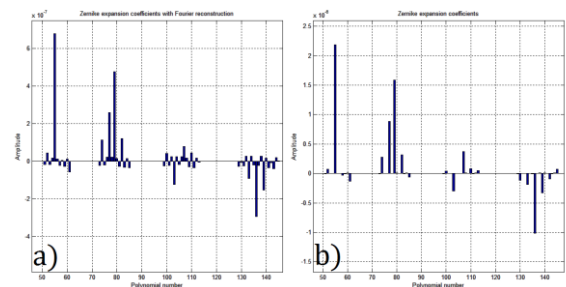 Zernike expansion coefficients with Fourier reconstruction
x 10⁻⁷
6
4
2
0
-2
-4
Amplitude
50 60 70 80 90 100 110 120 130 140
Polynomial number
a)
Zernike expansion coefficients
2.5
2
1.5
1
0.5
0
-0.5
-1
-1.5
Amplitude
50 60 70 80 90 100 110 120 130 140
Polynomial number
b)